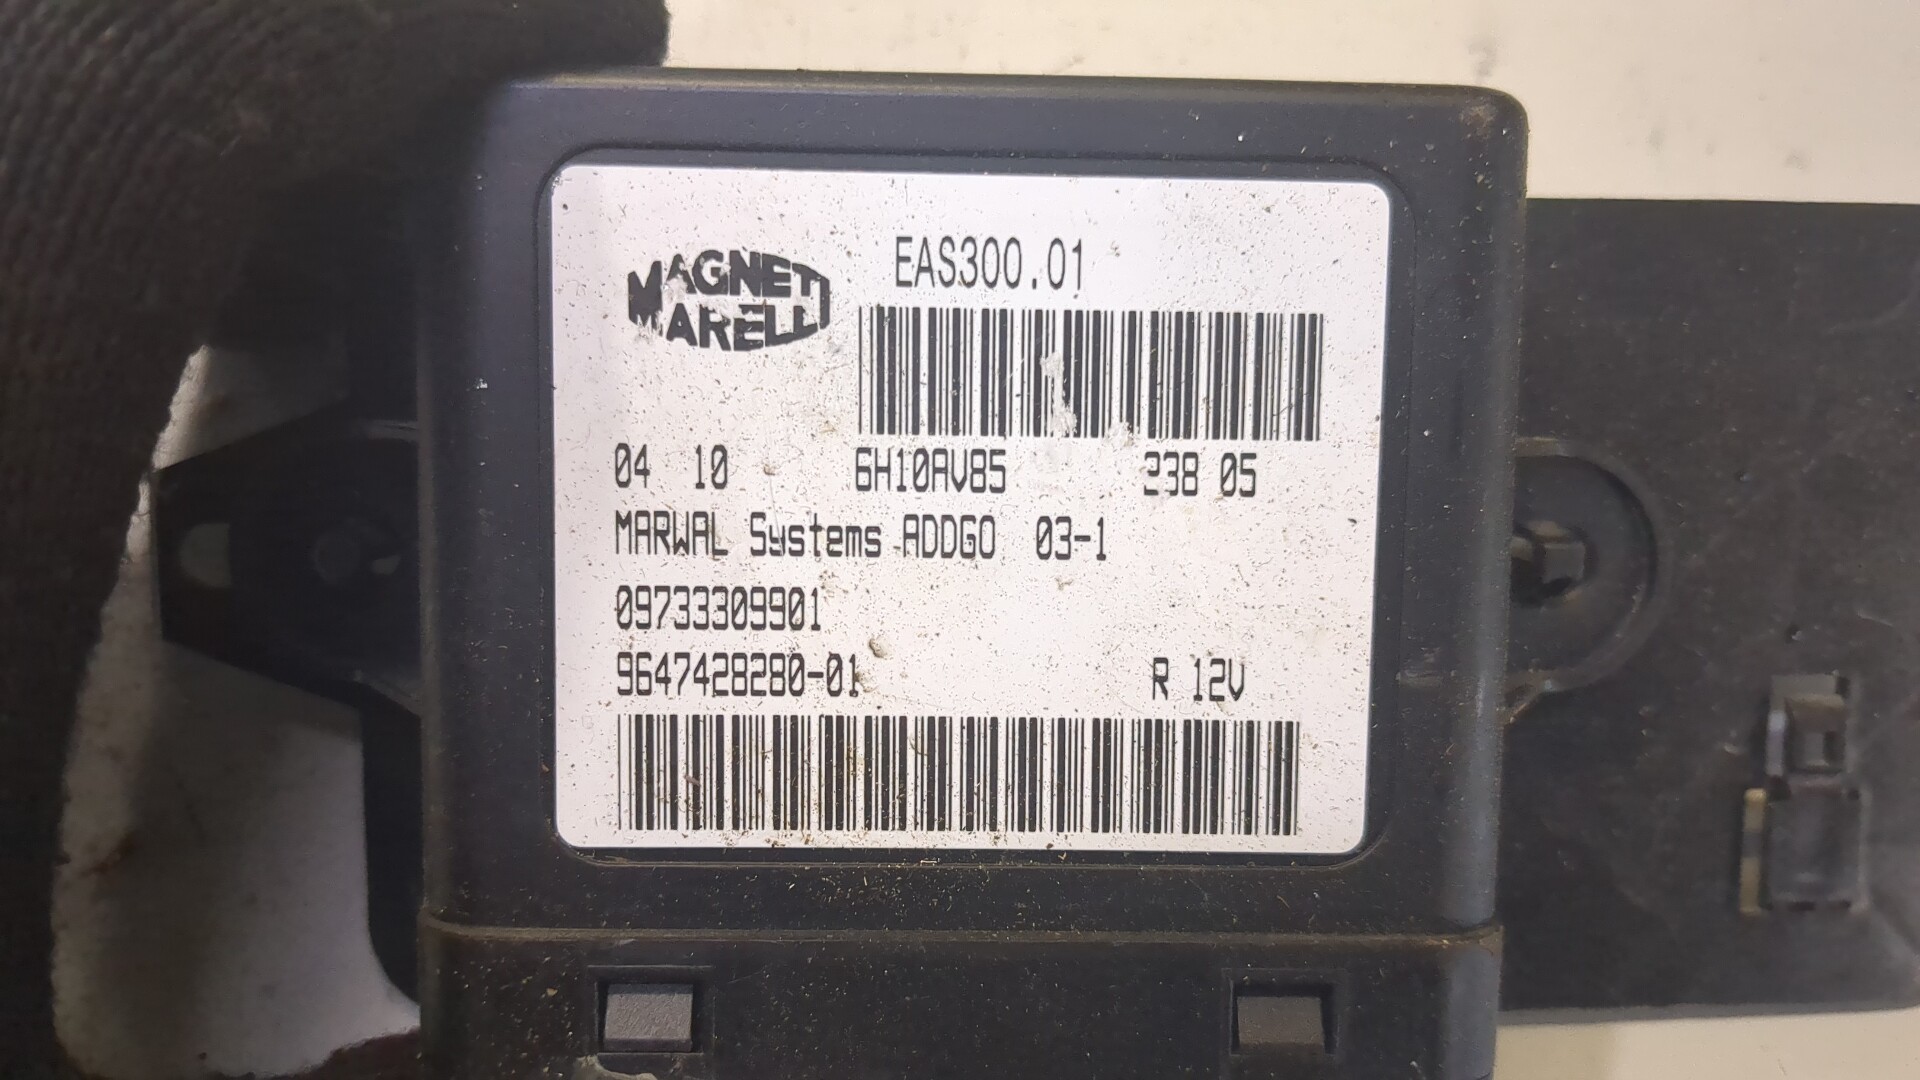 MAGNETI
MARELLI
EAS300.01
04 10 6H10AV85 238 05
MARWAL Systems ADDGO 03-1
09733309901
9647428280-01 R 12V